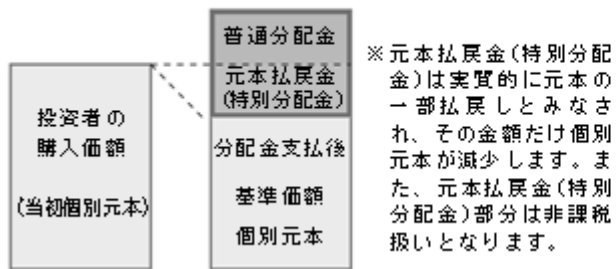 普通分配金
元本払戻金
(特別分配金)
投資者の
購入価額
(当初個別元本)
分配金支払後
基準価額
個別元本
※元本払戻金(特別分配
金)は実質的に元本の
一部払戻しとみなさ
れ、その金額だけ個別
元本が減少します。ま
た、元本払戻金(特別
分配金)部分は非課税
扱いとなります。